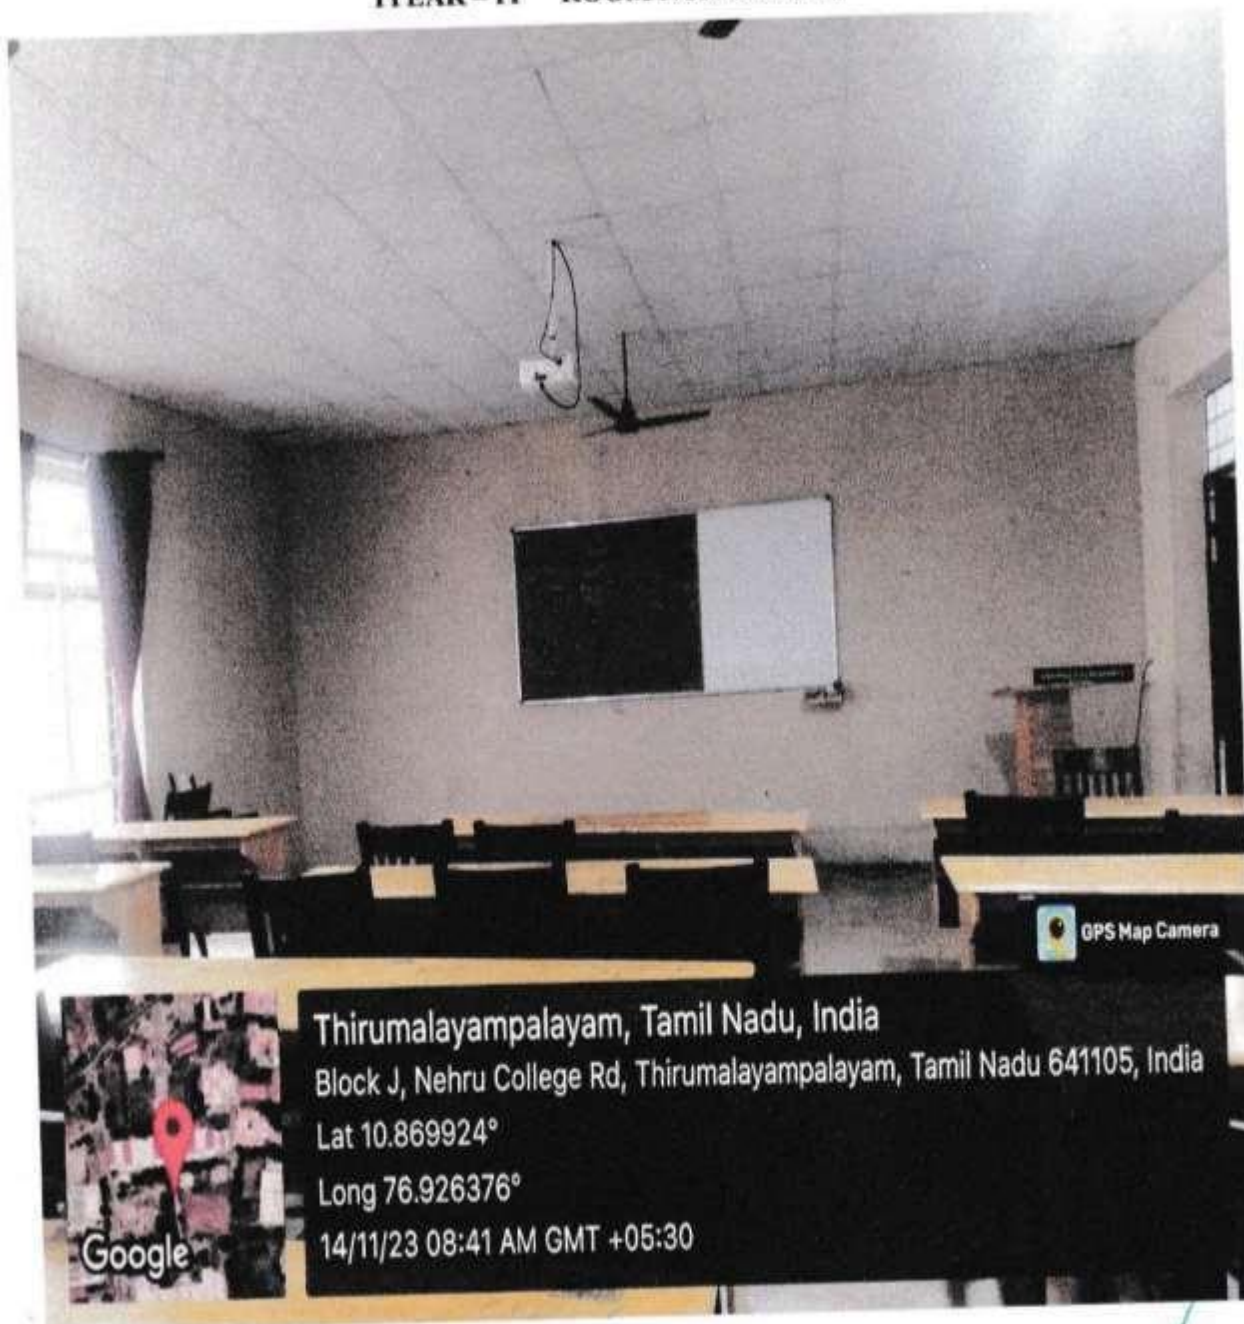 GPS Map Camera
Thirumalayampalayam, Tamil Nadu, India
Block J, Nehru College Rd, Thirumalayampalayam, Tamil Nadu 641105, India
Lat 10.869924°
Long 76.926376°
14/11/23 08:41 AM GMT +05:30
Google